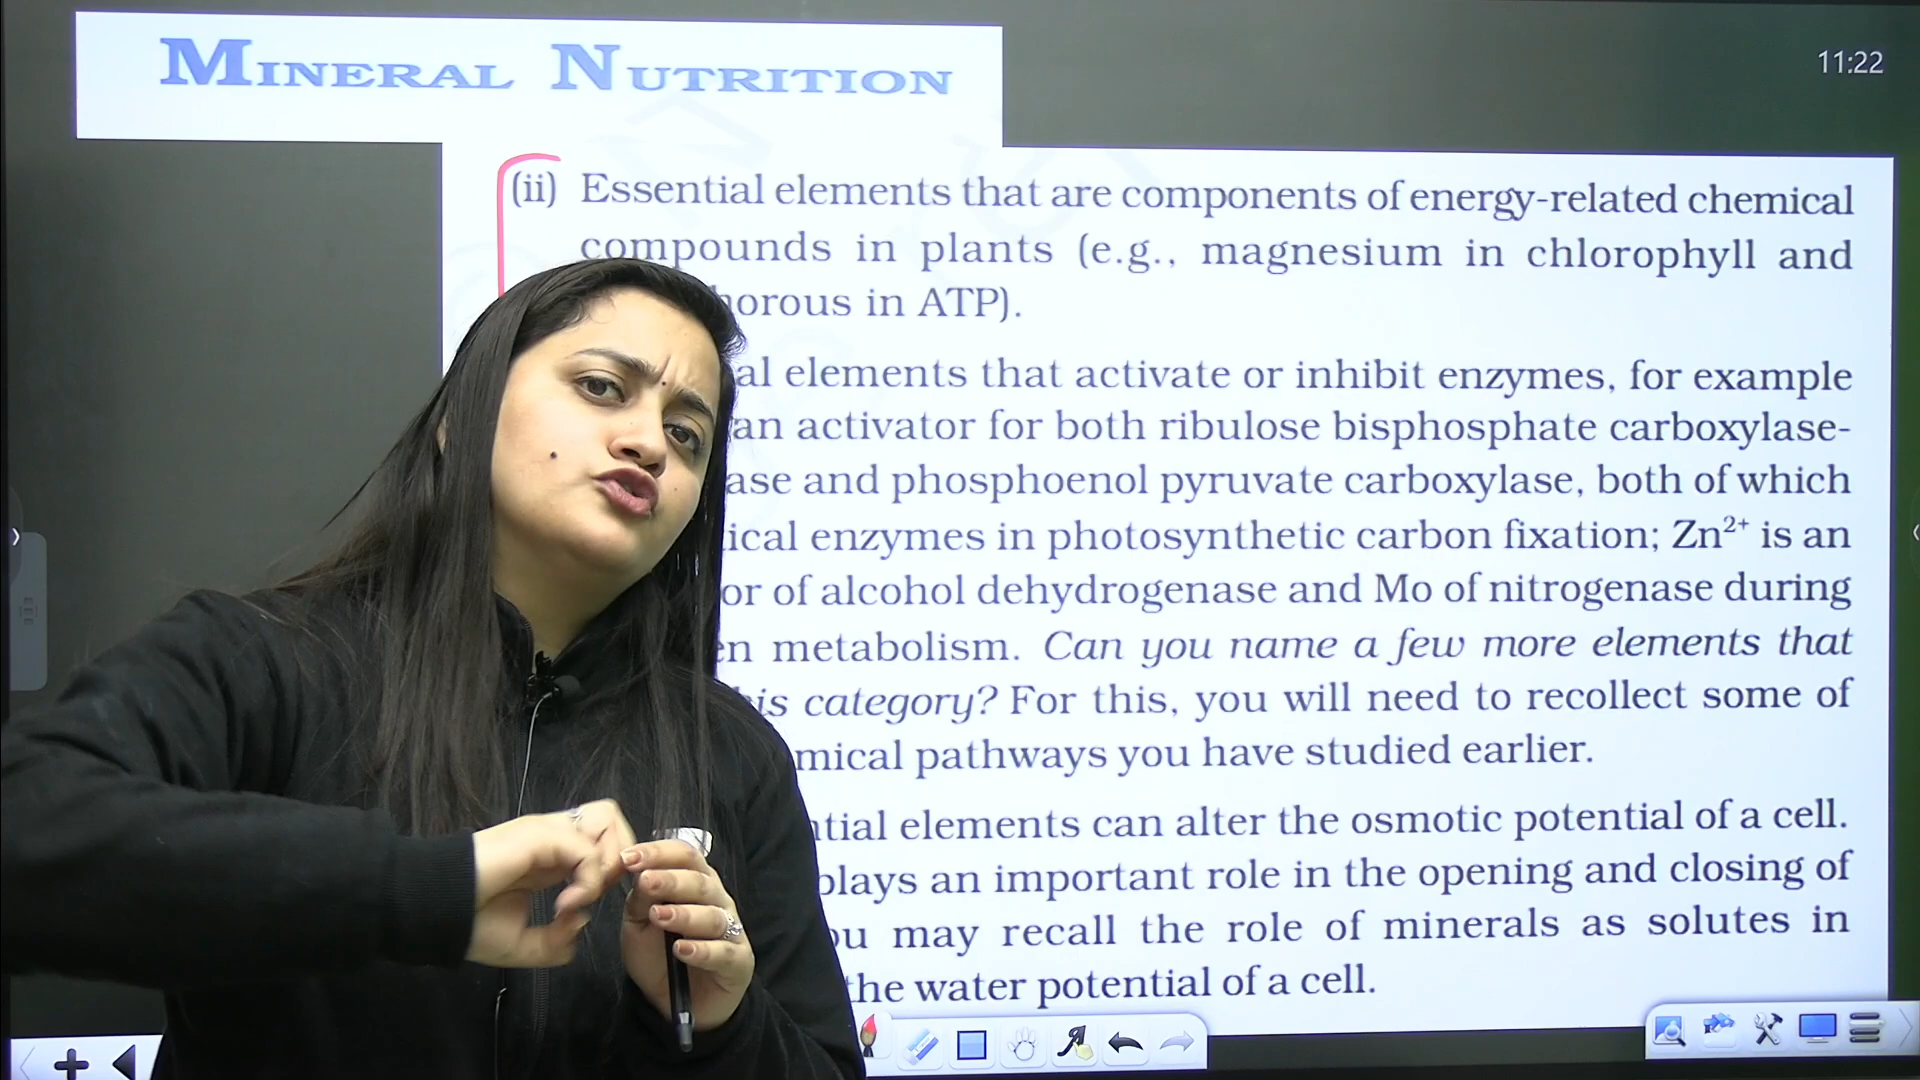 MINERAL NUTRITION
11:22
(ii) Essential elements that are components of energy-related chemical
compounds in plants (e.g., magnesium in chlorophyll and
horous in ATP).
al elements that activate or inhibit enzymes, for example
an activator for both ribulose bisphosphate carboxylase-
ase and phosphoenol pyruvate carboxylase, both of which
ical enzymes in photosynthetic carbon fixation; Zn²⁺ is an
or of alcohol dehydrogenase and Mo of nitrogenase during
en metabolism. Can you name a few more elements that
is category? For this, you will need to recollect some of
mical pathways you have studied earlier.
ntial elements can alter the osmotic potential of a cell.
plays an important role in the opening and closing of
ou may recall the role of minerals as solutes in
the water potential of a cell.